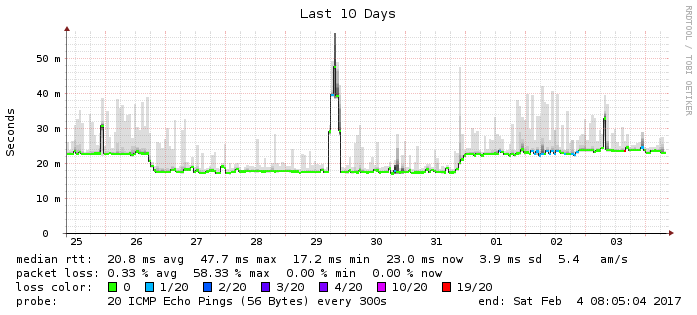 Last 10 Days
RRDTOOL / TOBI OETIKER
Seconds
50 m
40 m
30 m
20 m
10 m
0
25 26 27 28 29 30 31 01 02 03
median rtt: 20.8 ms avg 47.7 ms max 17.2 ms min 23.0 ms now 3.9 ms sd 5.4 am/s
packet loss: 0.33 % avg 58.33 % max 0.00 % min 0.00 % now
loss color: 0 1/20 2/20 3/20 4/20 10/20 19/20
probe: 20 ICMP Echo Pings (56 Bytes) every 300s end: Sat Feb 4 08:05:04 2017